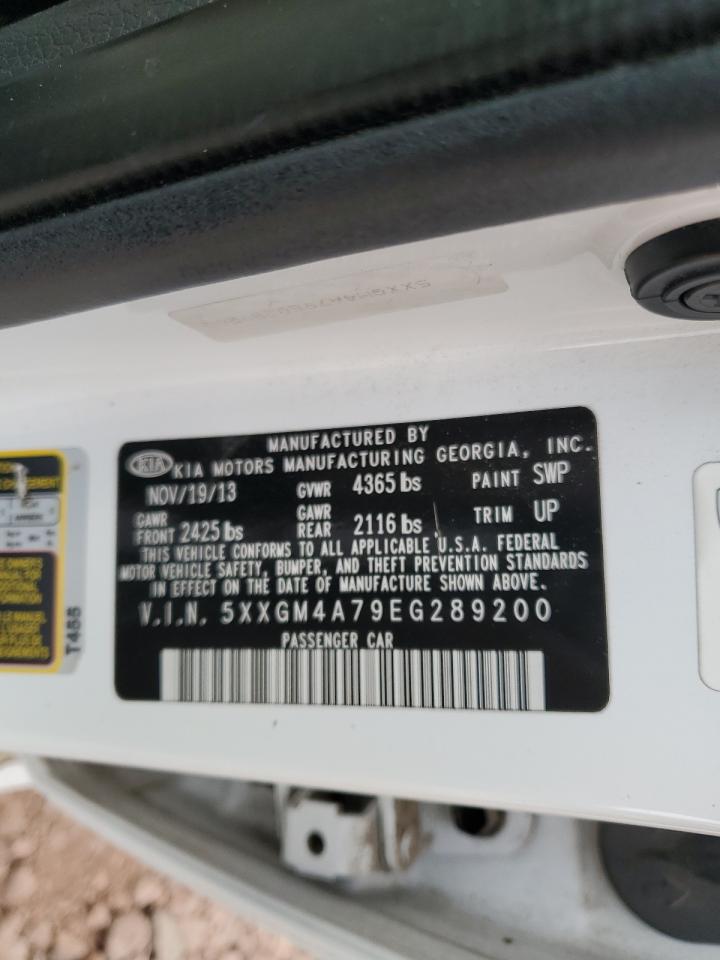 MANUFACTURED BY
KIA KIA MOTORS MANUFACTURING GEORGIA, INC.
NOV/19/13 GVWR 4365 lbs PAINT SWP
GAWR FRONT 2425 lbs GAWR REAR 2116 lbs TRIM UP
THIS VEHICLE CONFORMS TO ALL APPLICABLE U.S.A. FEDERAL
MOTOR VEHICLE SAFETY, BUMPER, AND THEFT PREVENTION STANDARDS
IN EFFECT ON THE DATE OF MANUFACTURE SHOWN ABOVE.
V.I.N. 5XXGM4A79EG289200
PASSENGER CAR
T455